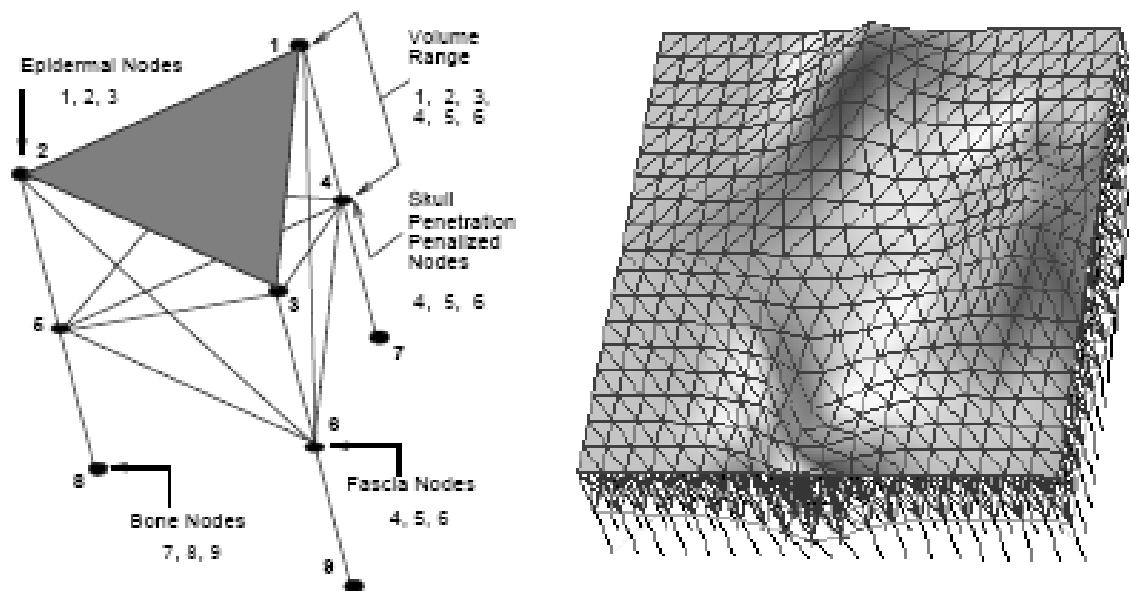 1
Volume
Range
Epidermal Nodes
1, 2, 3
1, 2, 3,
4, 5, 6
2
4
Skull
Penetration
Penalized
Nodes
4, 5, 6
3
5
7
6
8
Fascia Nodes
4, 5, 6
Bone Nodes
7, 8, 9
9